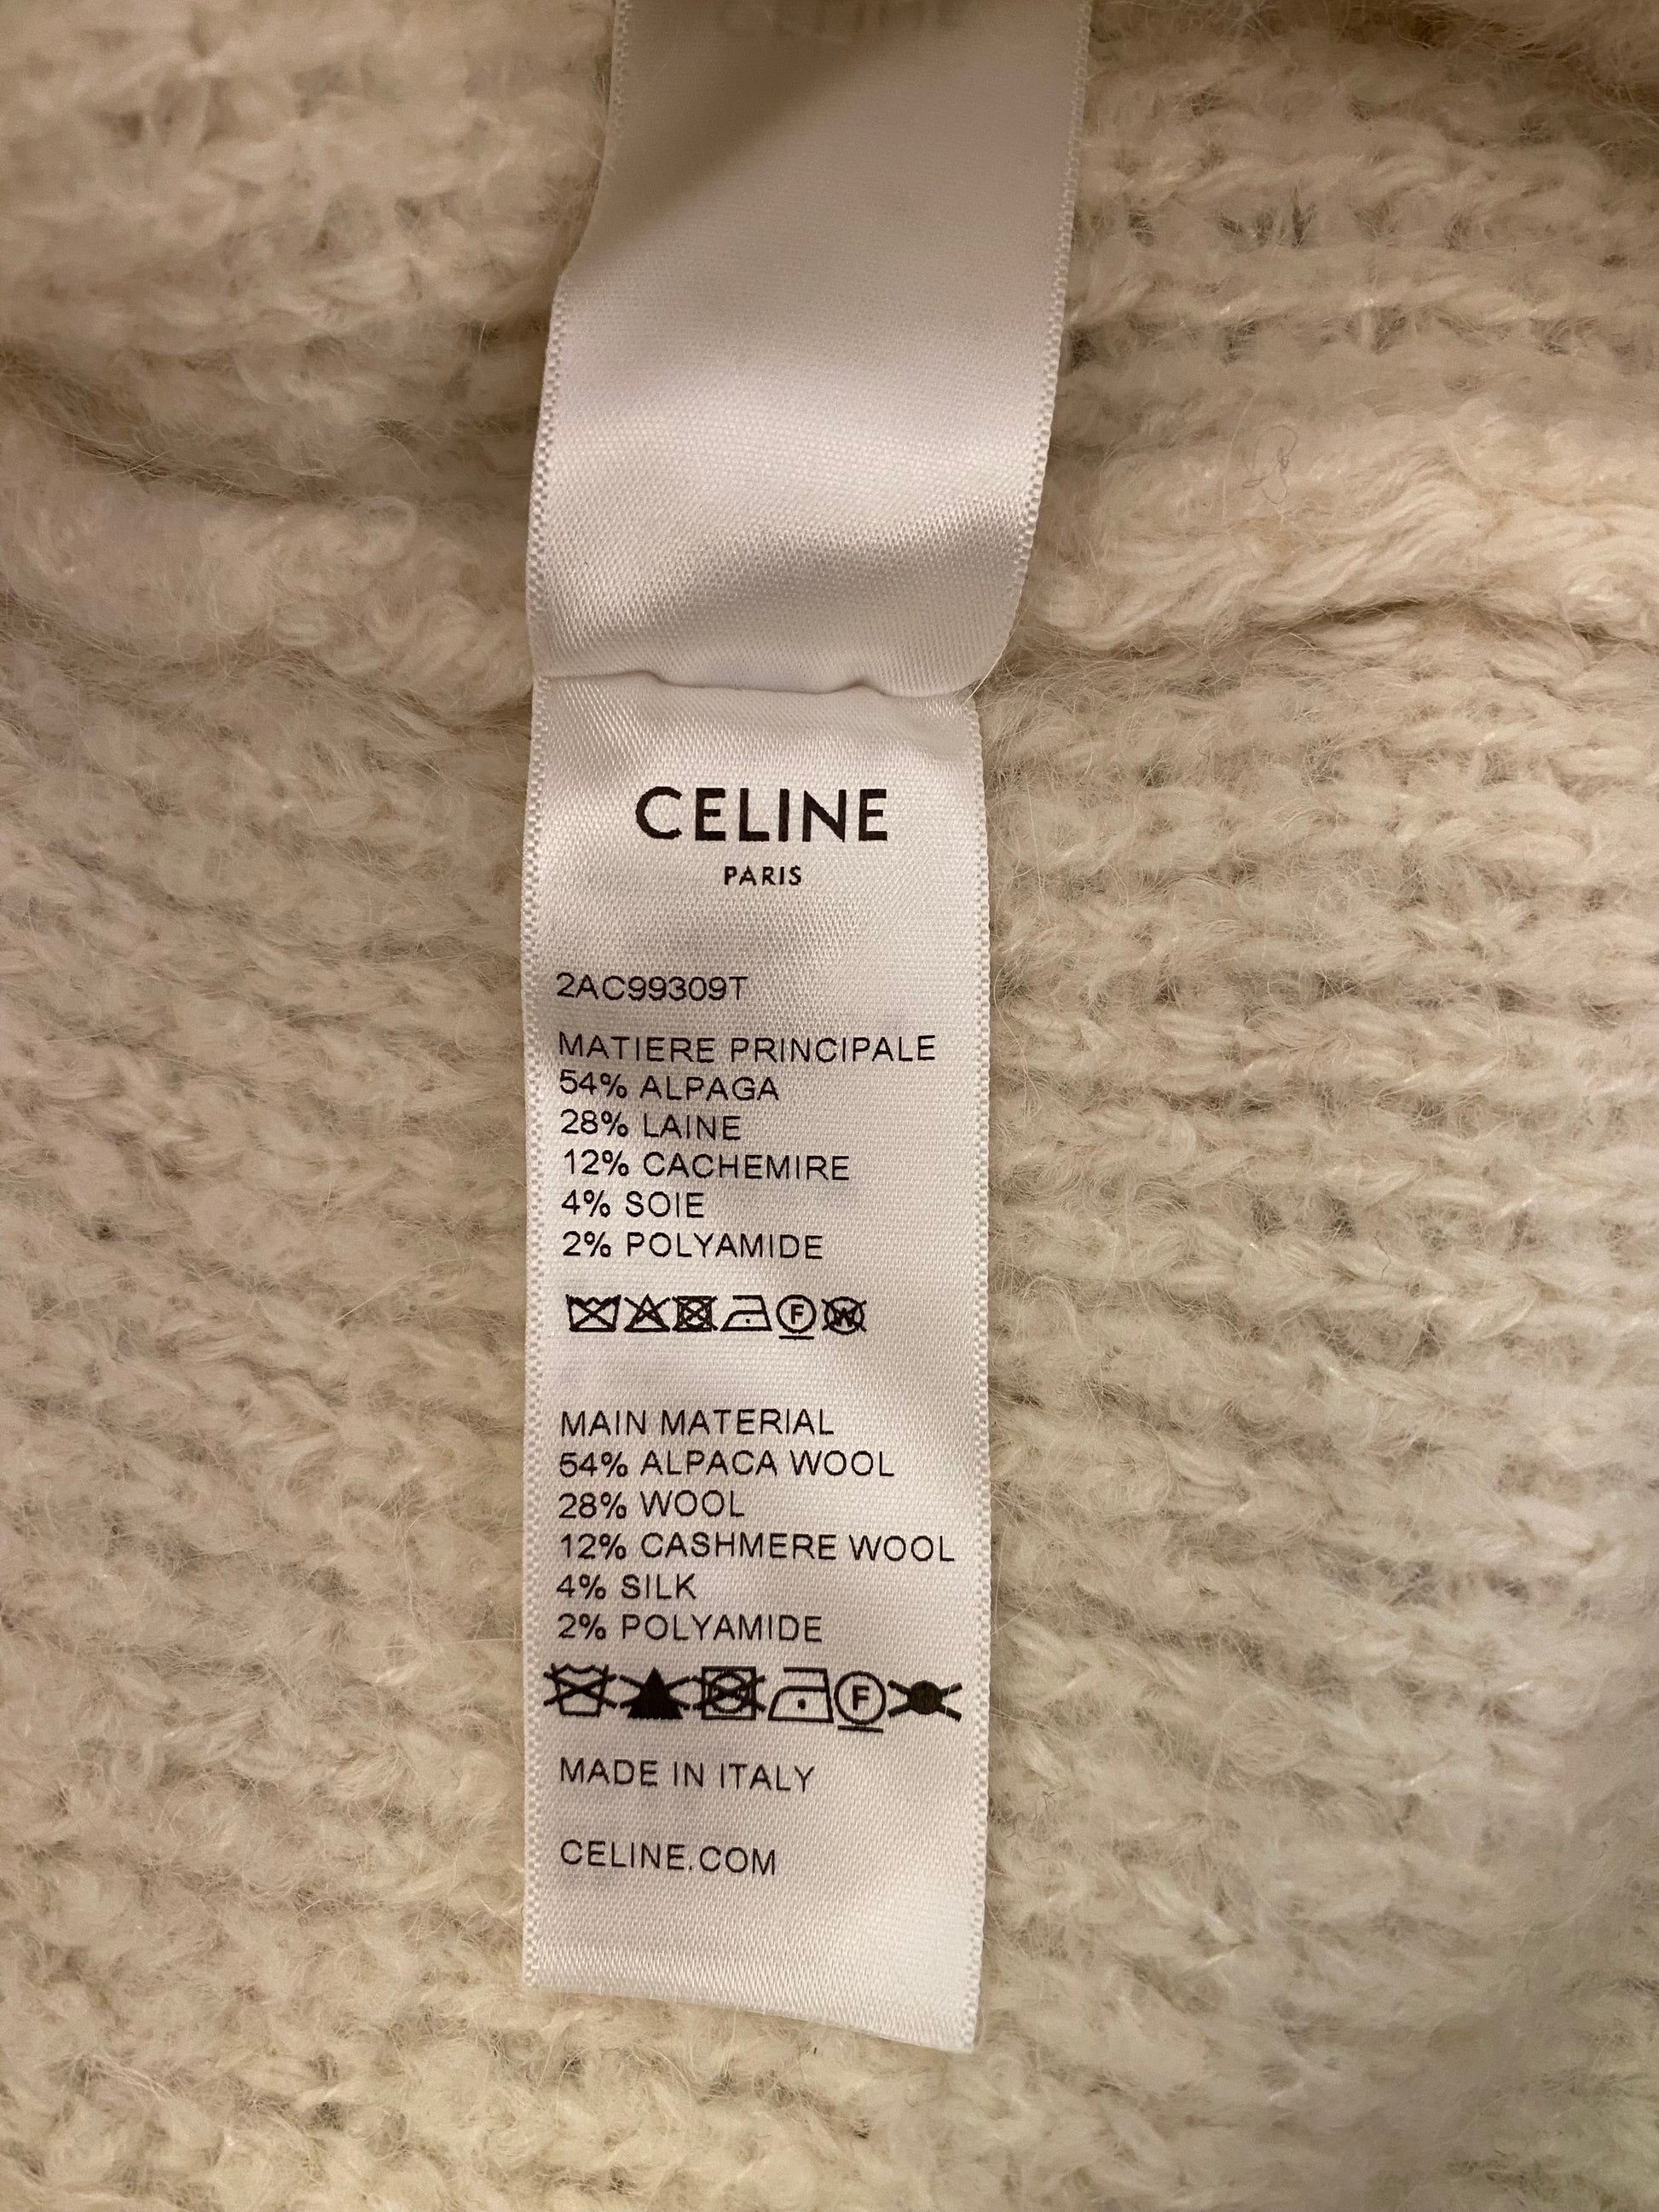 CELINE
PARIS
2AC99309T
MATIERE PRINCIPALE
54% ALPAGA
28% LAINE
12% CACHEMIRE
4% SOIE
2% POLYAMIDE
F W
MAIN MATERIAL
54% ALPACA WOOL
28% WOOL
12% CASHMERE WOOL
4% SILK
2% POLYAMIDE
F
MADE IN ITALY
CELINE.COM